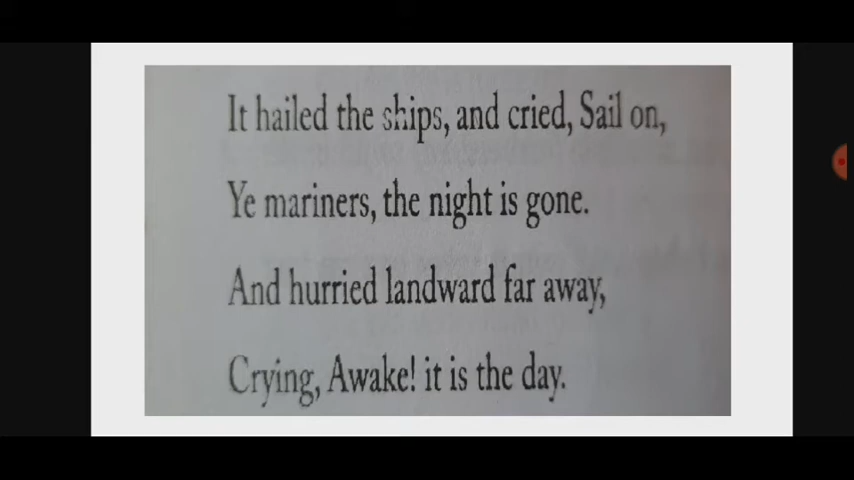 It hailed the ships, and cried, Sail on,
Ye mariners, the night is gone.
And hurried landward far away,
Crying, Awake! it is the day.